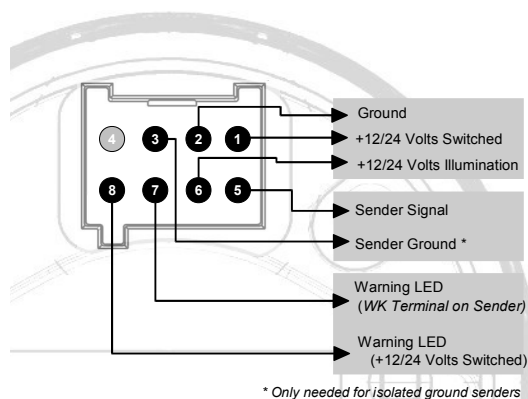 4 3 2 1
8 7 6 5
Ground
+12/24 Volts Switched
+12/24 Volts Illumination
Sender Signal
Sender Ground *
Warning LED
(WK Terminal on Sender)
Warning LED
(+12/24 Volts Switched)
* Only needed for isolated ground senders